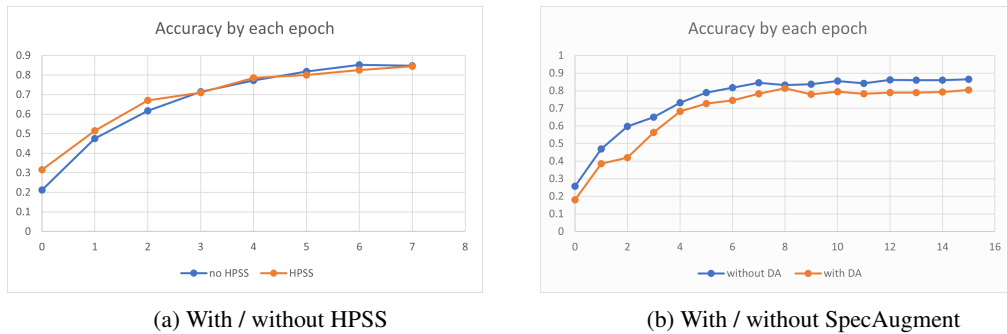 Accuracy by each epoch
0.9
0.8
0.7
0.6
0.5
0.4
0.3
0.2
0.1
0
0 1 2 3 4 5 6 7 8
no HPSS HPSS
(a) With / without HPSS
Accuracy by each epoch
1
0.9
0.8
0.7
0.6
0.5
0.4
0.3
0.2
0.1
0
0 2 4 6 8 10 12 14 16
without DA with DA
(b) With / without SpecAugment